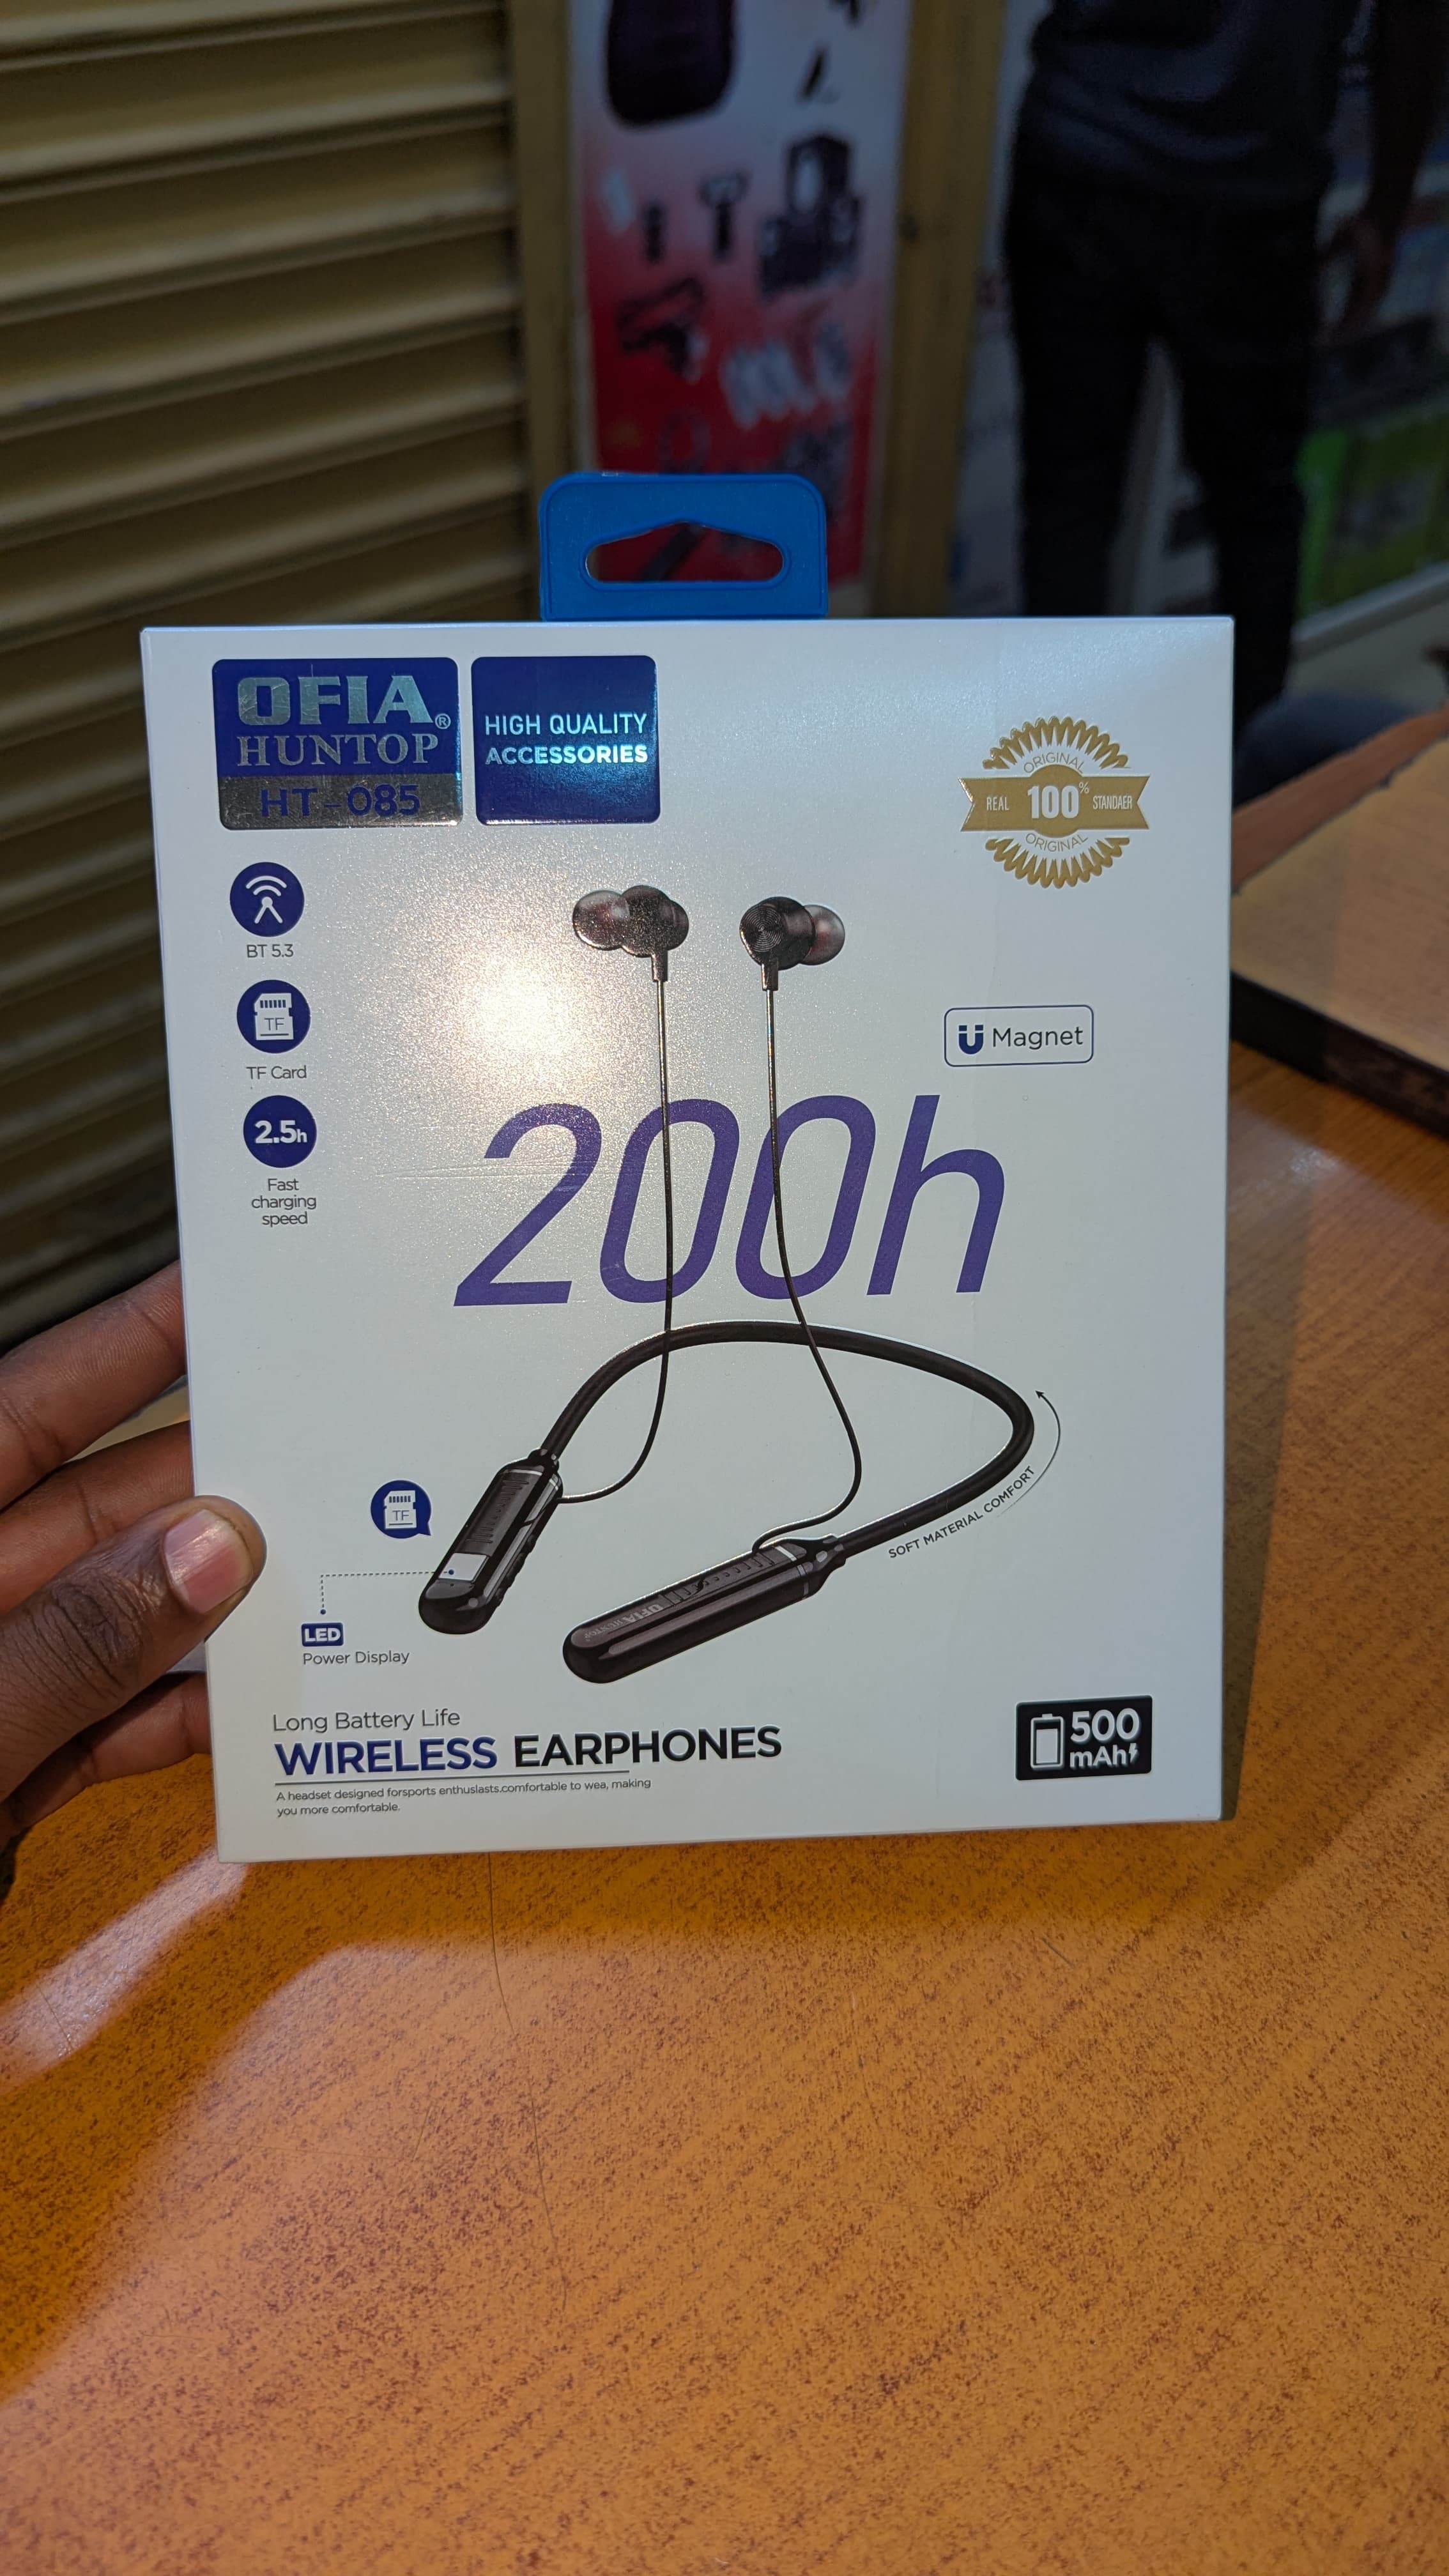 OFIA®
HUNTOP
HT-085
HIGH QUALITY
ACCESSORIES
ORIGINAL
REAL 100% STANDAER
ORIGINAL
BT 5.3
TF
TF Card
2.5h
Fast
charging
speed
Magnet
200h
SOFT MATERIAL COMFORT
TF
OFIA HUNTOP
LED
Power Display
Long Battery Life
WIRELESS EARPHONES
A headset designed forsports enthuslasts.comfortable to wea, making
you more comfortable.
500
mAh